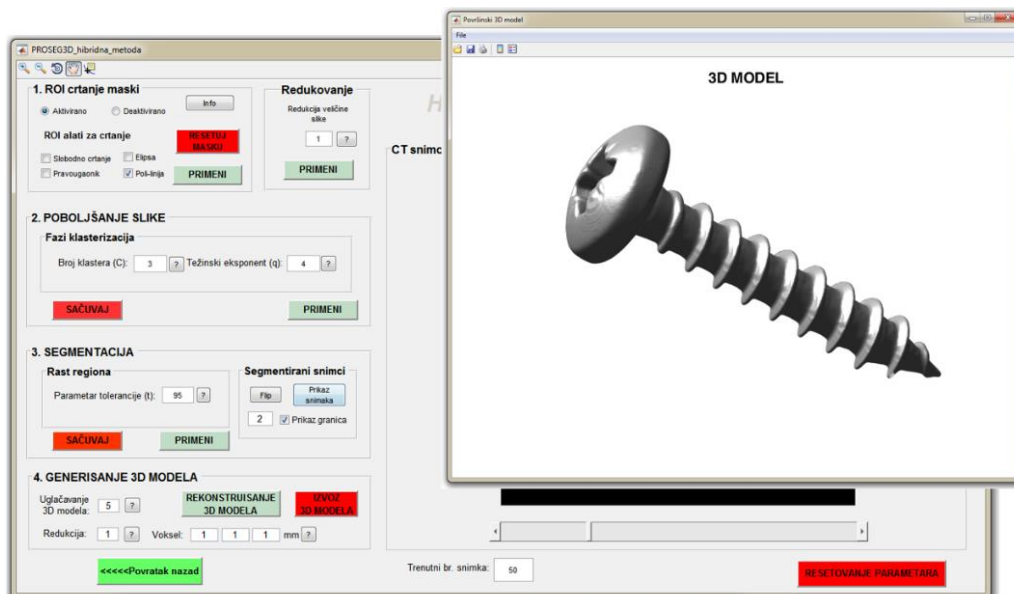 Površinski 3D model
File
3D MODEL
PROSEG3D_hibridna_metoda
1. ROI crtanje maski
Aktivirano
Deaktivirano
Info
ROI alati za crtanje
RESETUJ
MASKU
Slobodno crtanje
Elipsa
Pravougaonik
Poli-linija
PRIMENI
Redukovanje
Redukcija veličine
slike
1
?
PRIMENI
H
CT snimc
2. POBOLJŠANJE SLIKE
Fazi klasterizacija
Broj klastera (C):
3
?
Težinski eksponent (q):
4
?
SAČUVAJ
PRIMENI
3. SEGMENTACIJA
Rast regiona
Parametar tolerancije (t):
95
?
SAČUVAJ
PRIMENI
Segmentirani snimci
Flip
Prikaz
snimaka
2
Prikaz granica
4. GENERISANJE 3D MODELA
Uglačavanje
3D modela:
5
?
REKONSTRUISANJE
3D MODELA
IZVOZ
3D MODELA
Redukcija:
1
?
Voksel:
1
1
1
mm
?
<<<<<Povratak nazad
Trenutni br. snimka:
50
RESETOVANJE PARAMETARA